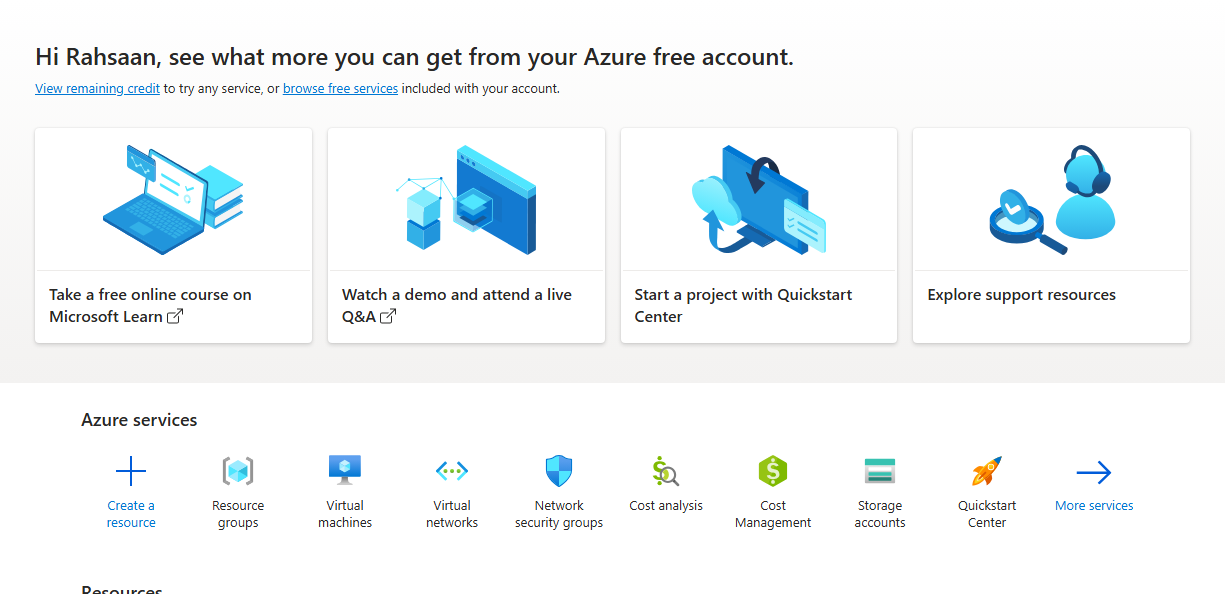 Hi Rahsaan, see what more you can get from your Azure free account.
View remaining credit to try any service, or browse free services included with your account.
Take a free online course on
Microsoft Learn
Watch a demo and attend a live
Q&A
Start a project with Quickstart
Center
Explore support resources
Azure services
Create a
resource
Resource
groups
Virtual
machines
Virtual
networks
Network
security groups
Cost analysis
Cost
Management
Storage
accounts
Quickstart
Center
More services
Resources